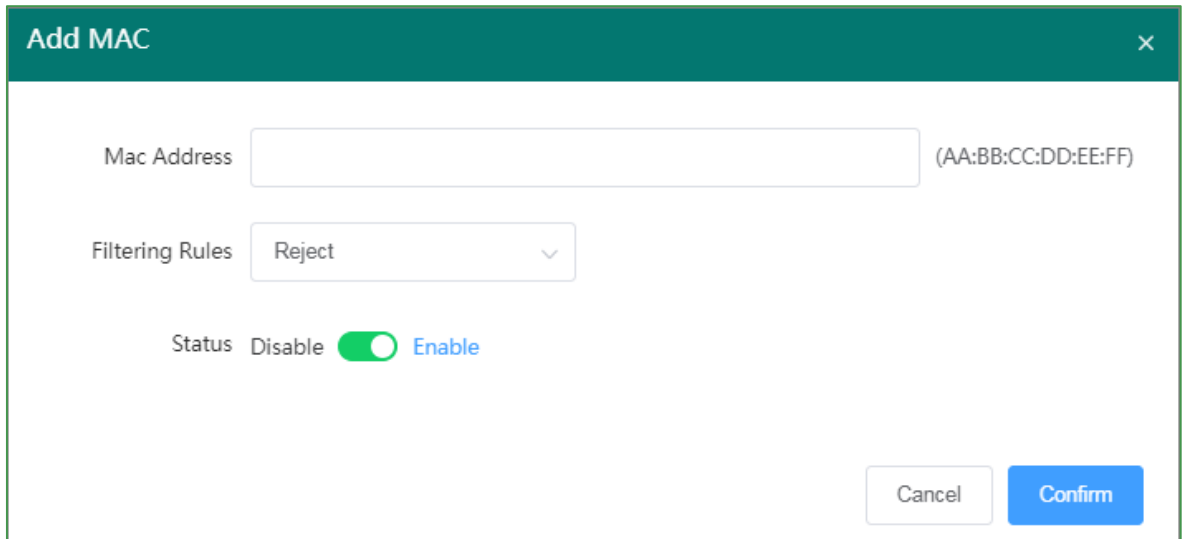 Add MAC
Mac Address (AA:BB:CC:DD:EE:FF)
Filtering Rules Reject
Status Disable Enable
Cancel Confirm